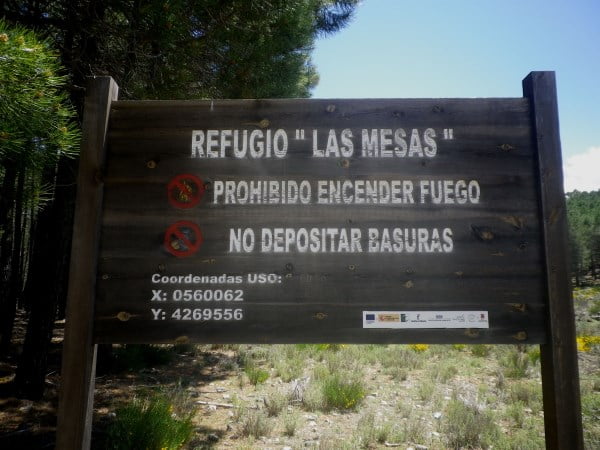 REFUGIO " LAS MESAS "
PROHIBIDO ENCENDER FUEGO
NO DEPOSITAR BASURAS
Coordenadas USO:
X: 0560062
Y: 4269556